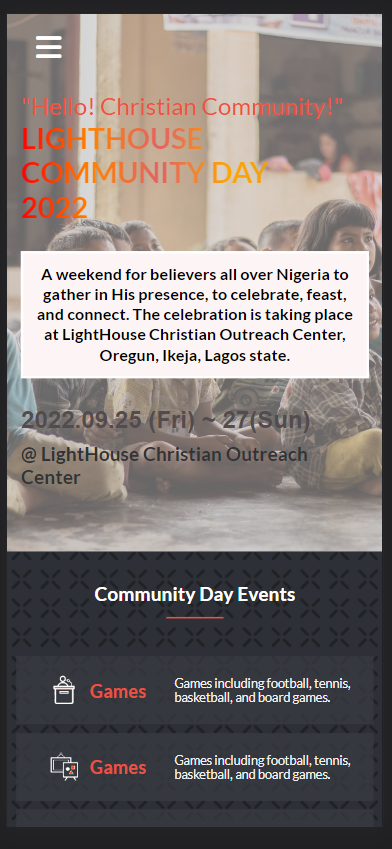 "Hello! Christian Community!"
LIGHTHOUSE
COMMUNITY DAY
2022
A weekend for believers all over Nigeria to
gather in His presence, to celebrate, feast,
and connect. The celebration is taking place
at LightHouse Christian Outreach Center,
Oregun, Ikeja, Lagos state.
2022.09.25 (Fri) ~ 27(Sun)
@ LightHouse Christian Outreach
Center
Community Day Events
Games
Games including football, tennis,
basketball, and board games.
Games
Games including football, tennis,
basketball, and board games.